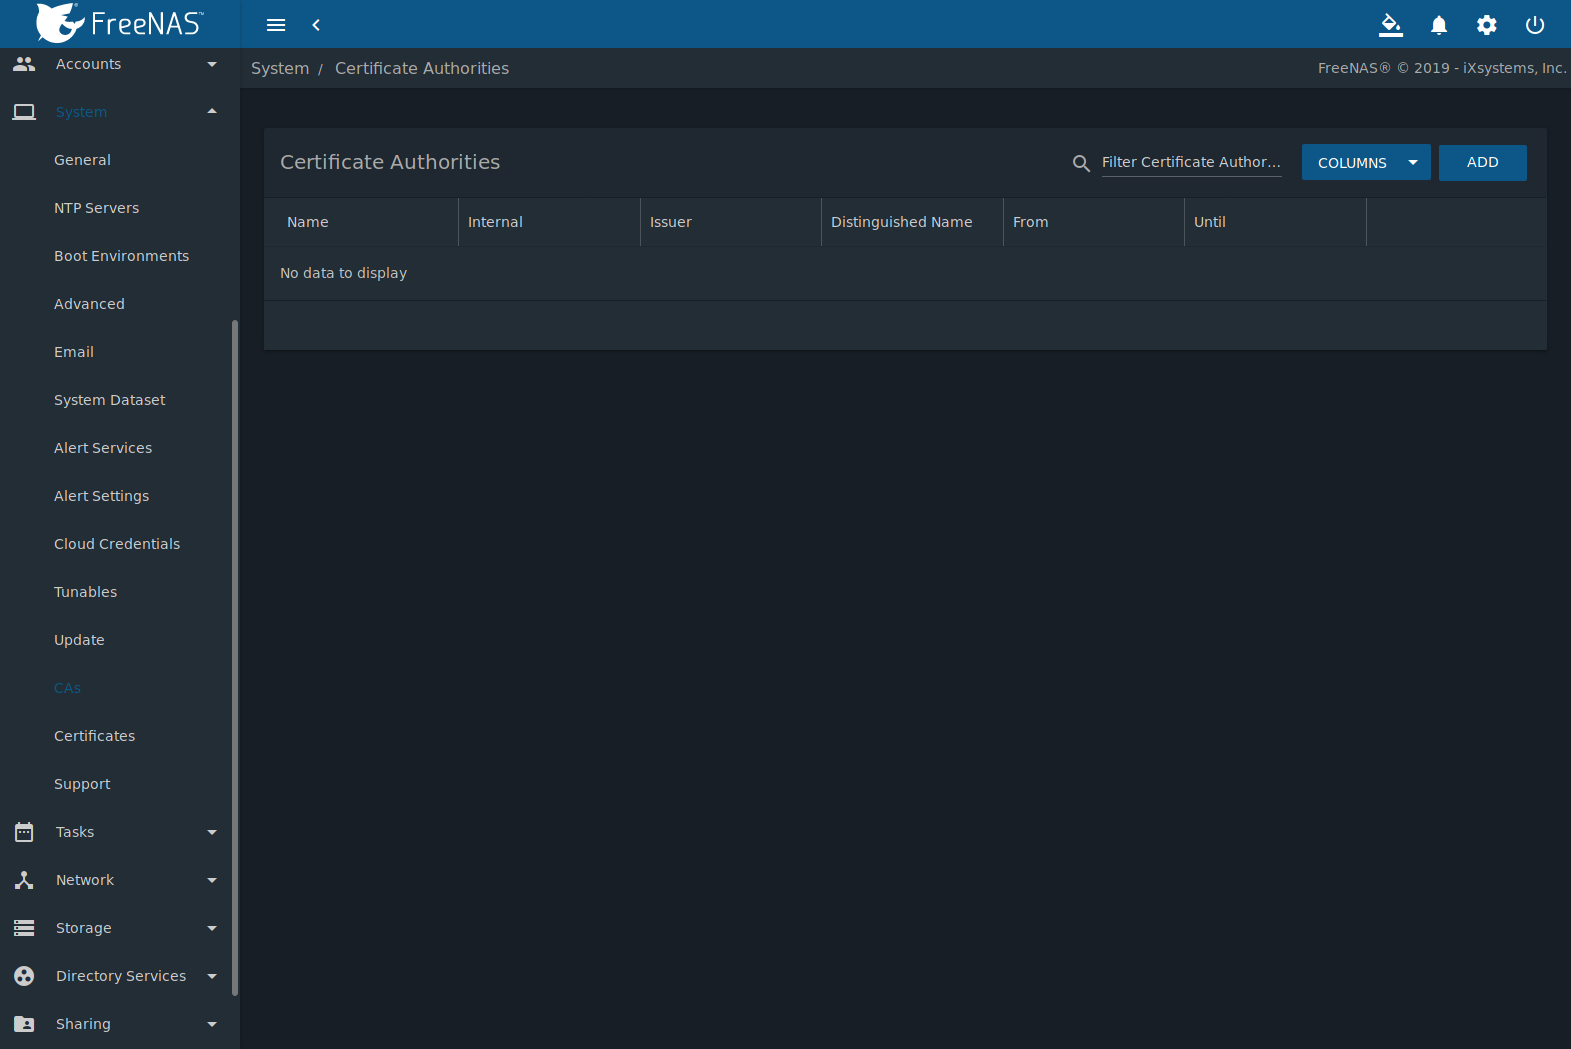 FreeNAS™
Accounts
System
General
NTP Servers
Boot Environments
Advanced
Email
System Dataset
Alert Services
Alert Settings
Cloud Credentials
Tunables
Update
CAs
Certificates
Support
Tasks
Network
Storage
Directory Services
Sharing
System / Certificate Authorities
FreeNAS® © 2019 - iXsystems, Inc.
Certificate Authorities
Filter Certificate Author...
COLUMNS
ADD
Name Internal Issuer Distinguished Name From Until
No data to display